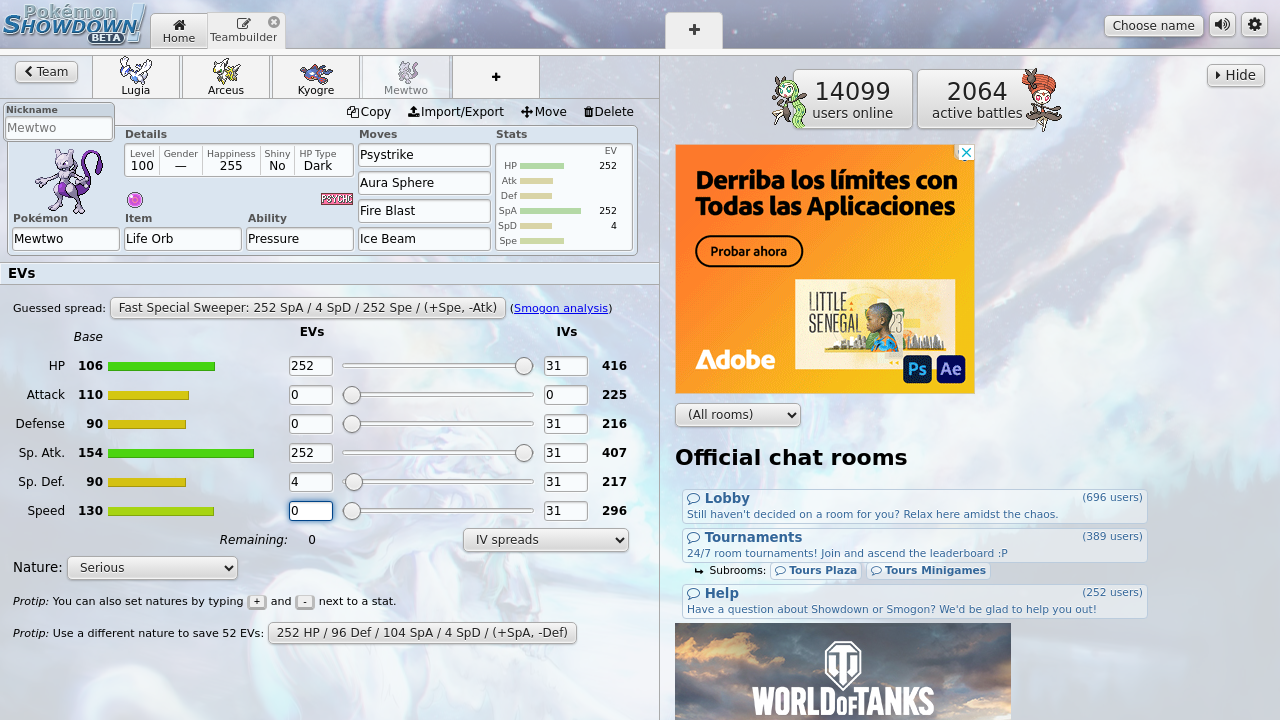 Pokémon
SHOWDOWN!
BETA
Home
Teambuilder
+
Choose name
Team
Lugia
Arceus
Kyogre
Mewtwo
+
Hide
Nickname
Mewtwo
Copy
Import/Export
Move
Delete
Details
Level
100
Gender
—
Happiness
255
Shiny
No
HP Type
Dark
PSYCHC
Pokémon
Mewtwo
Item
Life Orb
Ability
Pressure
Moves
Psystrike
Aura Sphere
Fire Blast
Ice Beam
Stats
EV
HP 252
Atk
Def
SpA 252
SpD 4
Spe
EVs
Guessed spread: Fast Special Sweeper: 252 SpA / 4 SpD / 252 Spe / (+Spe, -Atk) (Smogon analysis)
Base EVs IVs
HP 106 252 31 416
Attack 110 0 0 225
Defense 90 0 31 216
Sp. Atk. 154 252 31 407
Sp. Def. 90 4 31 217
Speed 130 0 31 296
Remaining: 0 IV spreads
Nature: Serious
Protip: You can also set natures by typing + and - next to a stat.
Protip: Use a different nature to save 52 EVs: 252 HP / 96 Def / 104 SpA / 4 SpD / (+SpA, -Def)
14099
users online
2064
active battles
Derriba los límites con
Todas las Aplicaciones
Probar ahora
LITTLE
SENEGAL
23
Adobe
Ps
Ae
(All rooms)
Official chat rooms
Lobby (696 users)
Still haven't decided on a room for you? Relax here amidst the chaos.
Tournaments (389 users)
24/7 room tournaments! Join and ascend the leaderboard :P
Subrooms: Tours Plaza Tours Minigames
Help (252 users)
Have a question about Showdown or Smogon? We'd be glad to help you out!
WORLD OF TANKS